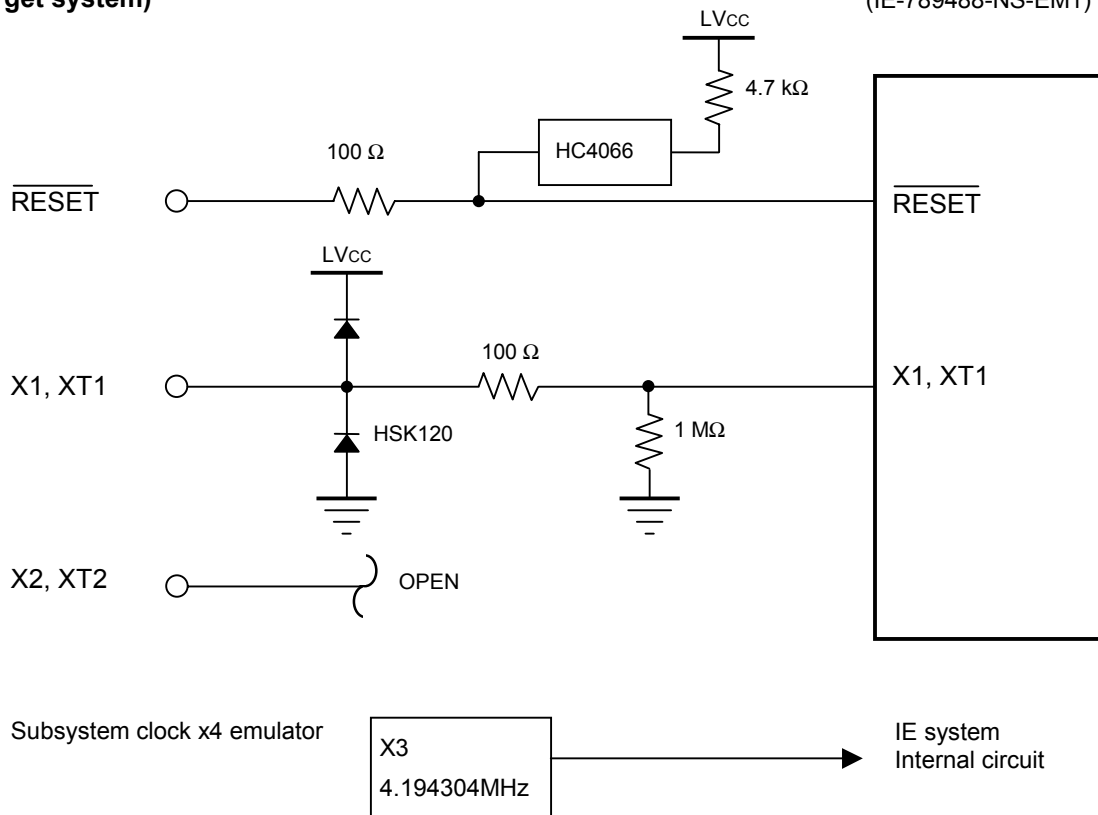 get system)
(IE-789488-NS-EM1)
LVCC
4.7 kΩ
HC4066
100 Ω
RESET
RESET
LVCC
100 Ω
X1, XT1
X1, XT1
HSK120
1 MΩ
X2, XT2
OPEN
Subsystem clock x4 emulator
X3
4.194304MHz
IE system
Internal circuit